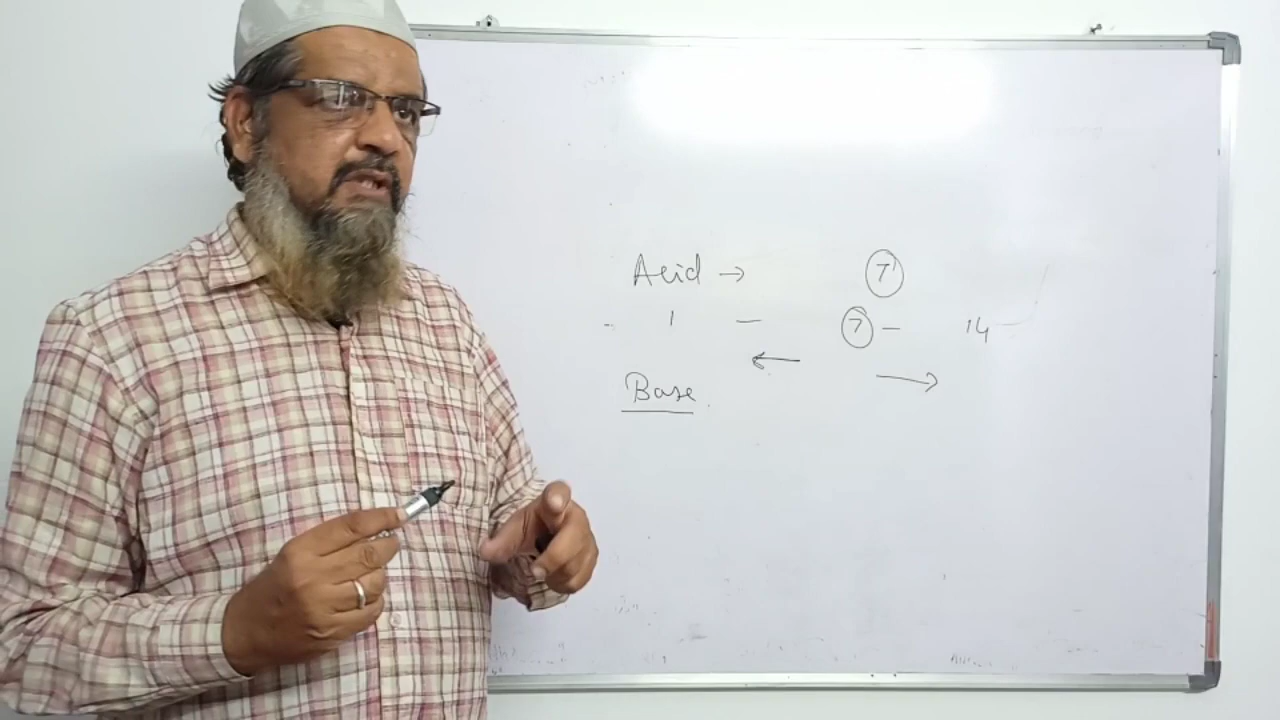 Acid → 7
- 1 — 7 — 14
← →
Base